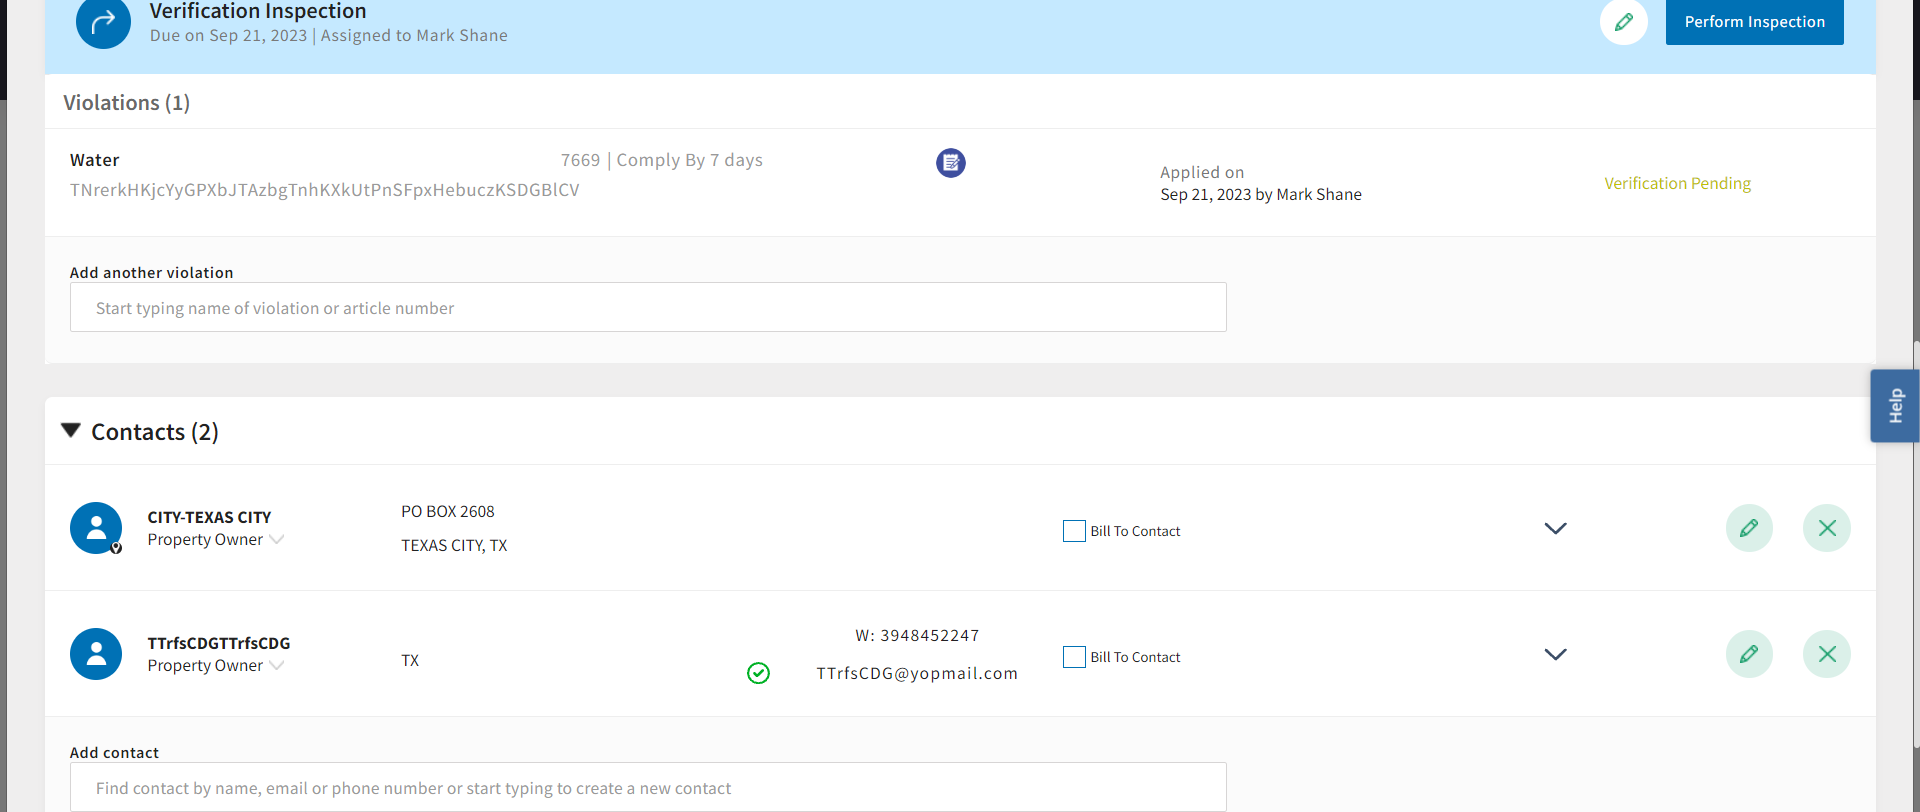 Verification Inspection
Due on Sep 21, 2023 | Assigned to Mark Shane
Perform Inspection
Violations (1)
Water
7669 | Comply By 7 days
TNrerkHKjcYyGPXbJTAzbgTnhKXkUtPnSFpxHebuczKSDGBlCV
Applied on
Sep 21, 2023 by Mark Shane
Verification Pending
Add another violation
Start typing name of violation or article number
Help
Contacts (2)
CITY-TEXAS CITY
Property Owner
PO BOX 2608
TEXAS CITY, TX
Bill To Contact
TTrfsCDGTTrfsCDG
Property Owner
TX
W: 3948452247
TTrfsCDG@yopmail.com
Bill To Contact
Add contact
Find contact by name, email or phone number or start typing to create a new contact